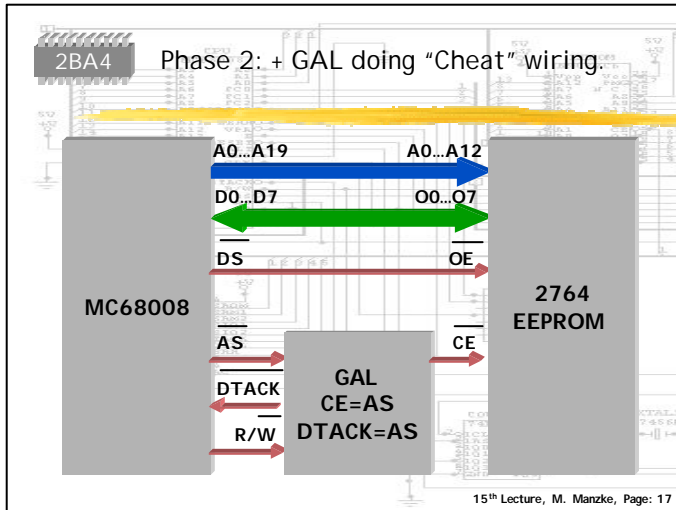 2BA4
Phase 2: + GAL doing “Cheat” wiring.
A0...A19 A0...A12
D0...D7 O0...O7
DS OE
MC68008
2764
EEPROM
AS CE
DTACK
R/W
GAL
CE=AS
DTACK=AS
15th Lecture, M. Manzke, Page: 17